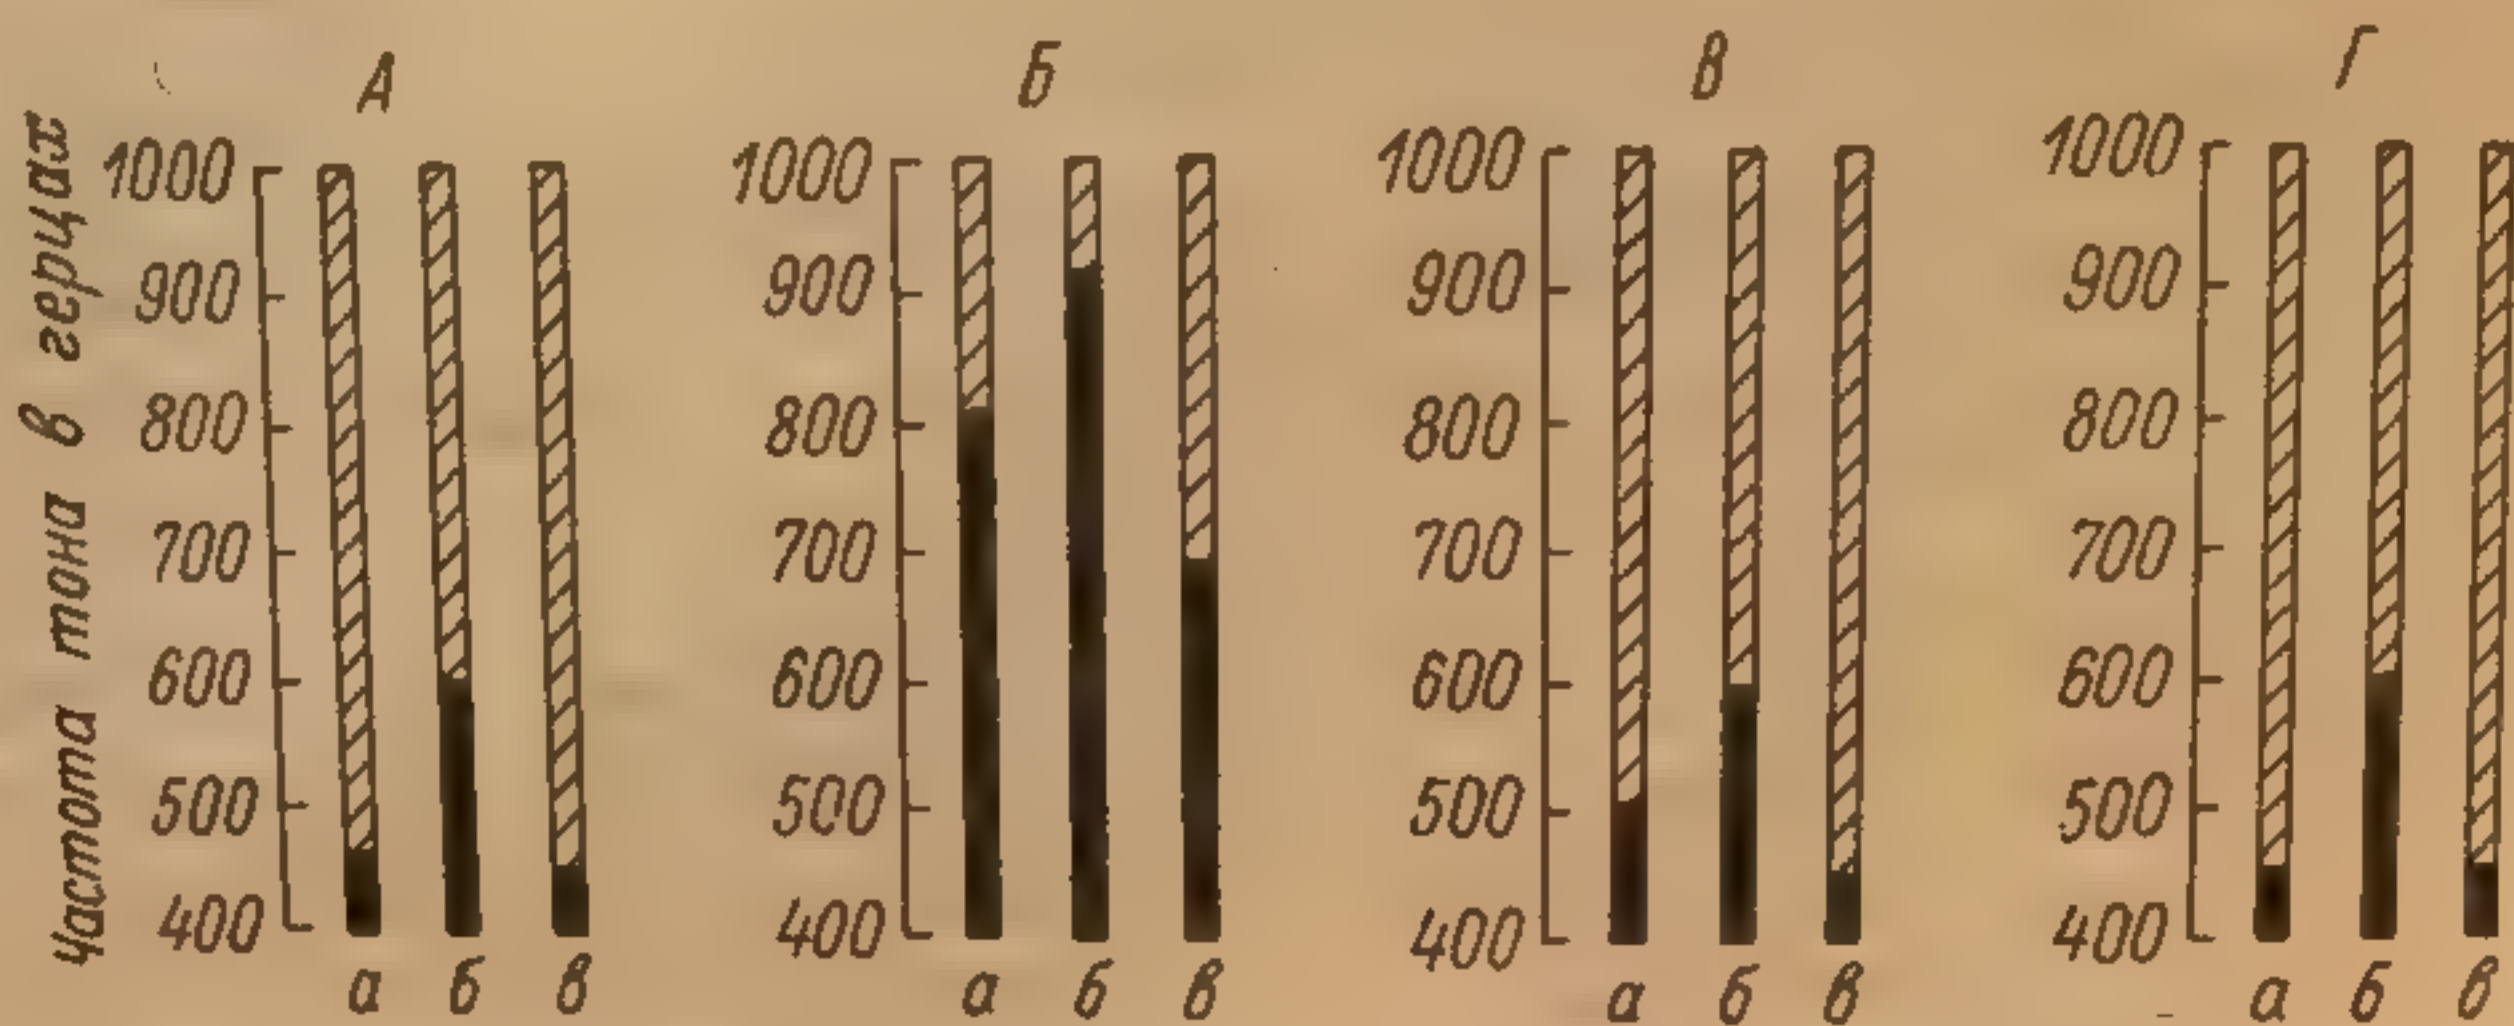 А Б В Г
Частота тона в герцах
1000 1000 1000 1000
900 900 900 900
800 800 800 800
700 700 700 700
600 600 600 600
500 500 500 500
400 400 400 400
а б в а б в а б в а б в